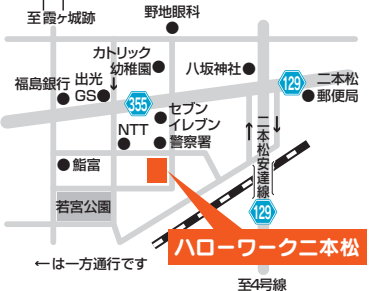 至霞ヶ城跡
野地眼科
カトリック
幼稚園
八坂神社
福島銀行
出光
GS
355
129
二本松
郵便局
セブン
イレブン
NTT
警察署
二本松安達線
鮨富
若宮公園
129
ハローワーク二本松
←は一方通行です
至4号線